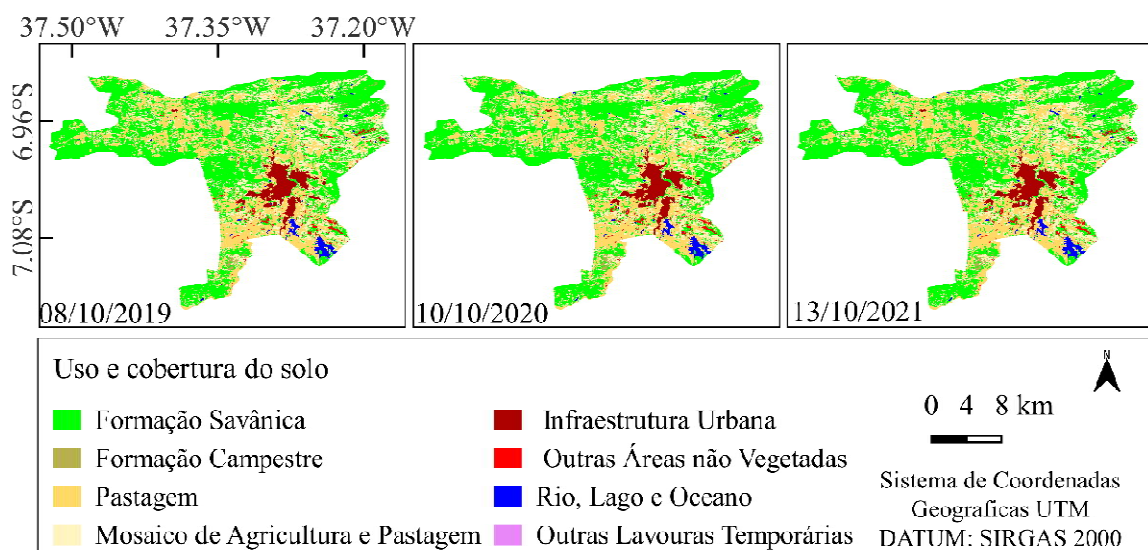 37.50°W 37.35°W 37.20°W
6.96°S
7.08°S
08/10/2019 10/10/2020 13/10/2021
Uso e cobertura do solo
Formação Savânica
Formação Campestre
Pastagem
Mosaico de Agricultura e Pastagem
Infraestrutura Urbana
Outras Áreas não Vegetadas
Rio, Lago e Oceano
Outras Lavouras Temporárias
N
0 4 8 km
Sistema de Coordenadas
Geograficas UTM
DATUM: SIRGAS 2000